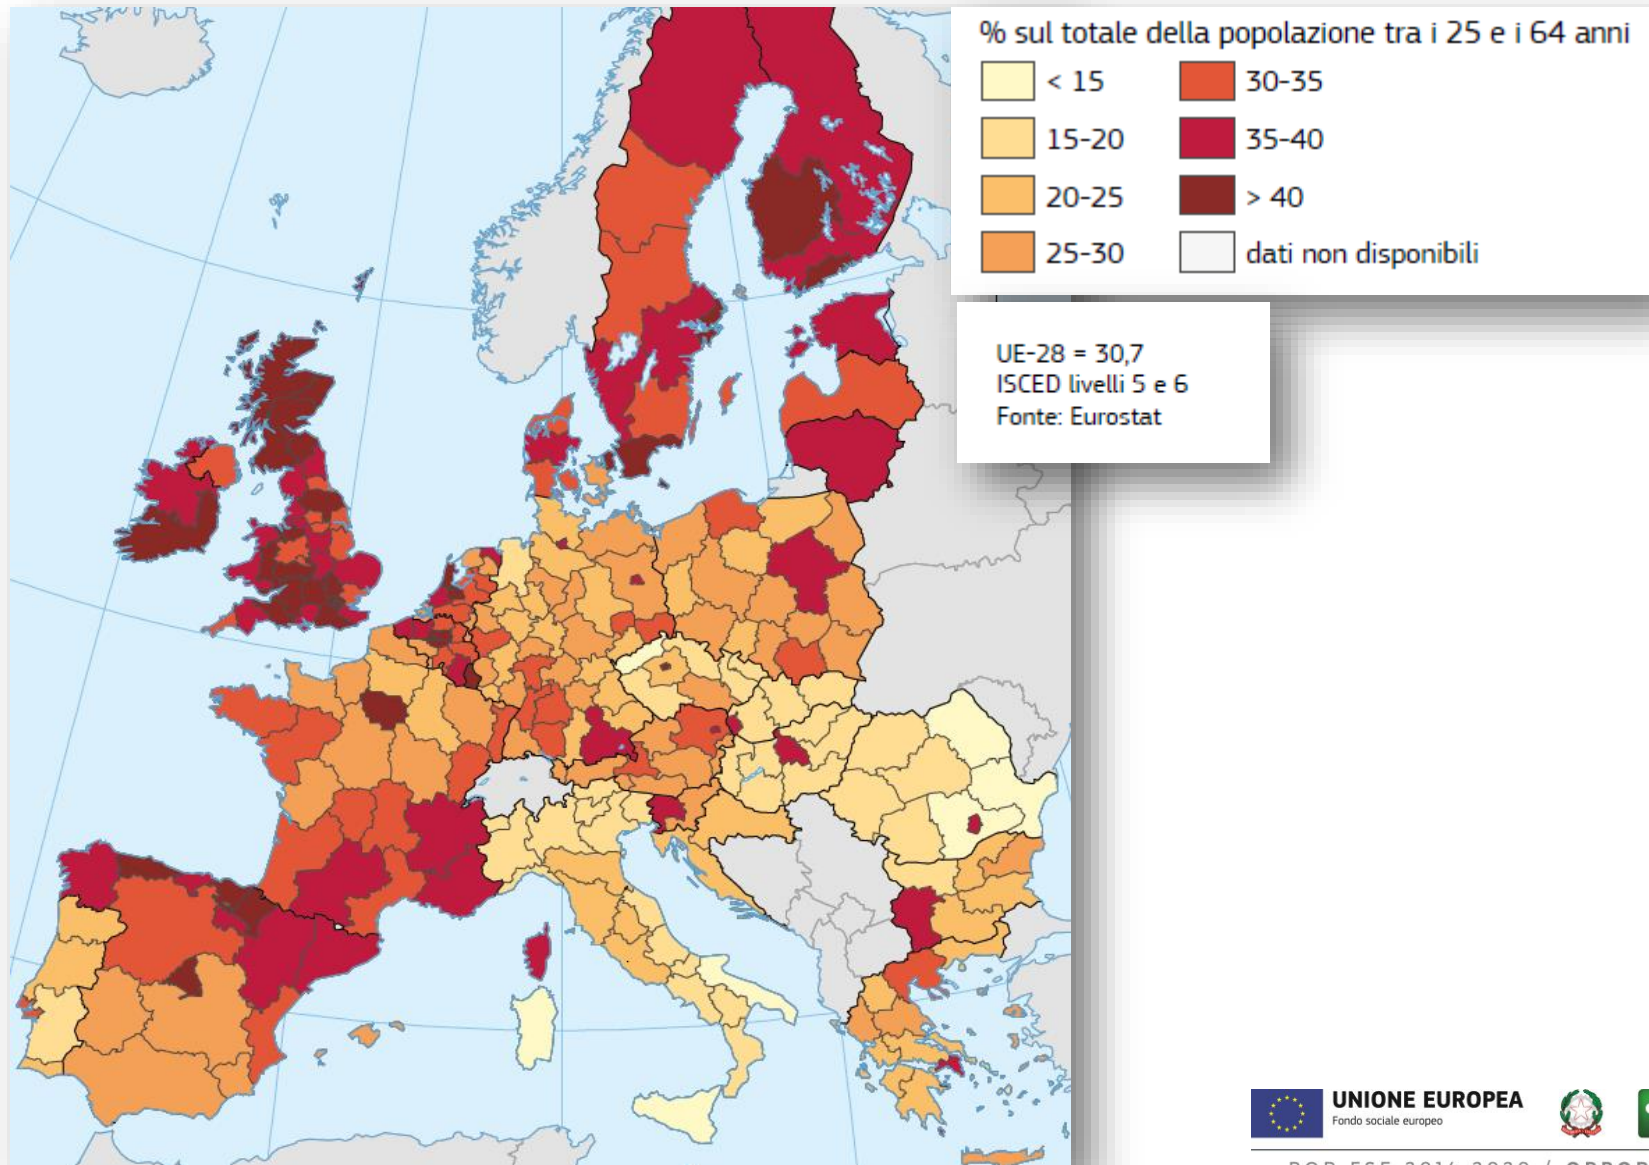 % sul totale della popolazione tra i 25 e i 64 anni
< 15
30-35
15-20
35-40
20-25
> 40
25-30
dati non disponibili
UE-28 = 30,7
ISCED livelli 5 e 6
Fonte: Eurostat
UNIONE EUROPEA
Fondo sociale europeo